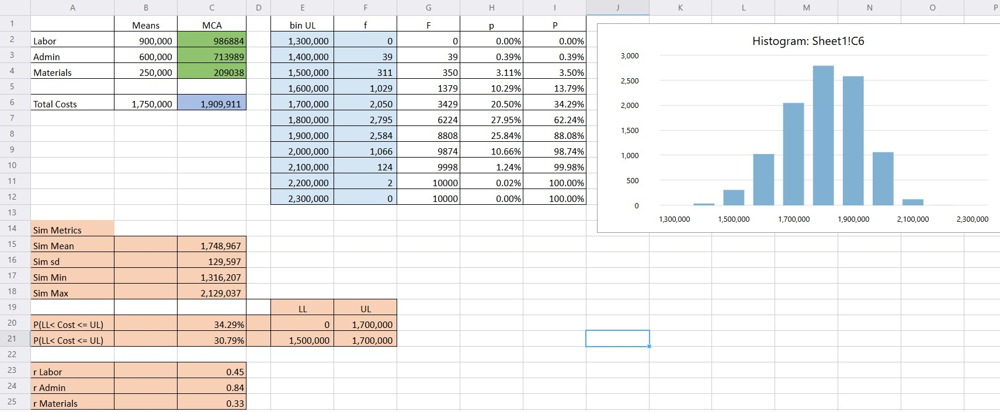 A B C D E F G H I J K L M N O P
1 Means MCA bin UL f F p P
2 Labor 900,000 986884 1,300,000 0 0 0.00% 0.00%
3 Admin 600,000 713989 1,400,000 39 39 0.39% 0.39%
4 Materials 250,000 209038 1,500,000 311 350 3.11% 3.50%
5 1,600,000 1,029 1379 10.29% 13.79%
6 Total Costs 1,750,000 1,909,911 1,700,000 2,050 3429 20.50% 34.29%
7 1,800,000 2,795 6224 27.95% 62.24%
8 1,900,000 2,584 8808 25.84% 88.08%
9 2,000,000 1,066 9874 10.66% 98.74%
10 2,100,000 124 9998 1.24% 99.98%
11 2,200,000 2 10000 0.02% 100.00%
12 2,300,000 0 10000 0.00% 100.00%
13
14 Sim Metrics
15 Sim Mean 1,748,967
16 Sim sd 129,597
17 Sim Min 1,316,207
18 Sim Max 2,129,037
19 LL UL
20 P(LL< Cost <= UL) 34.29% 0 1,700,000
21 P(LL< Cost <= UL) 30.79% 1,500,000 1,700,000
22
23 r Labor 0.45
24 r Admin 0.84
25 r Materials 0.33
Histogram: Sheet1!C6
3,000
2,500
2,000
1,500
1,000
500
0
1,300,000 1,500,000 1,700,000 1,900,000 2,100,000 2,300,000